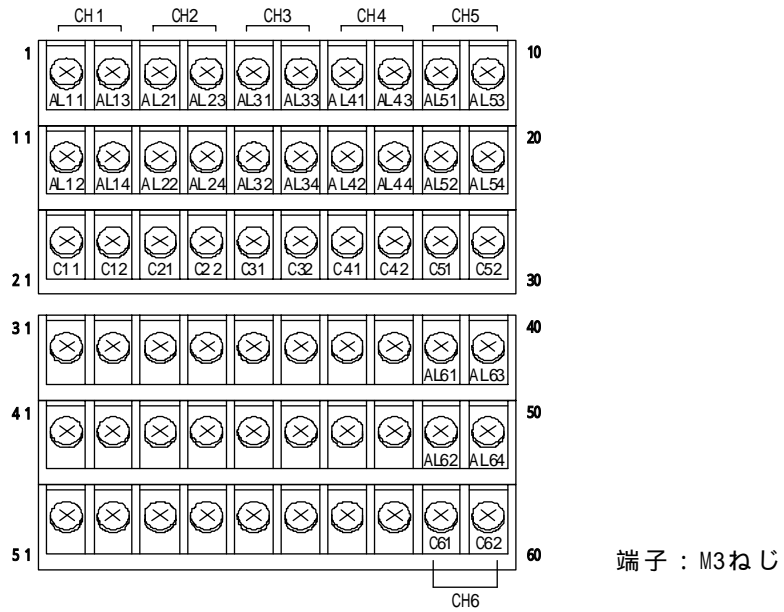 CH1 CH2 CH3 CH4 CH5
1 10
AL11 AL13 AL21 AL23 AL31 AL33 AL41 AL43 AL51 AL53
11 20
AL12 AL14 AL22 AL24 AL32 AL34 AL42 AL44 AL52 AL54
C11 C12 C21 C22 C31 C32 C41 C42 C51 C52
21 30
31 40
AL61 AL63
41 50
AL62 AL64
C61 C62
51 60
端子：M3ねじ
CH6